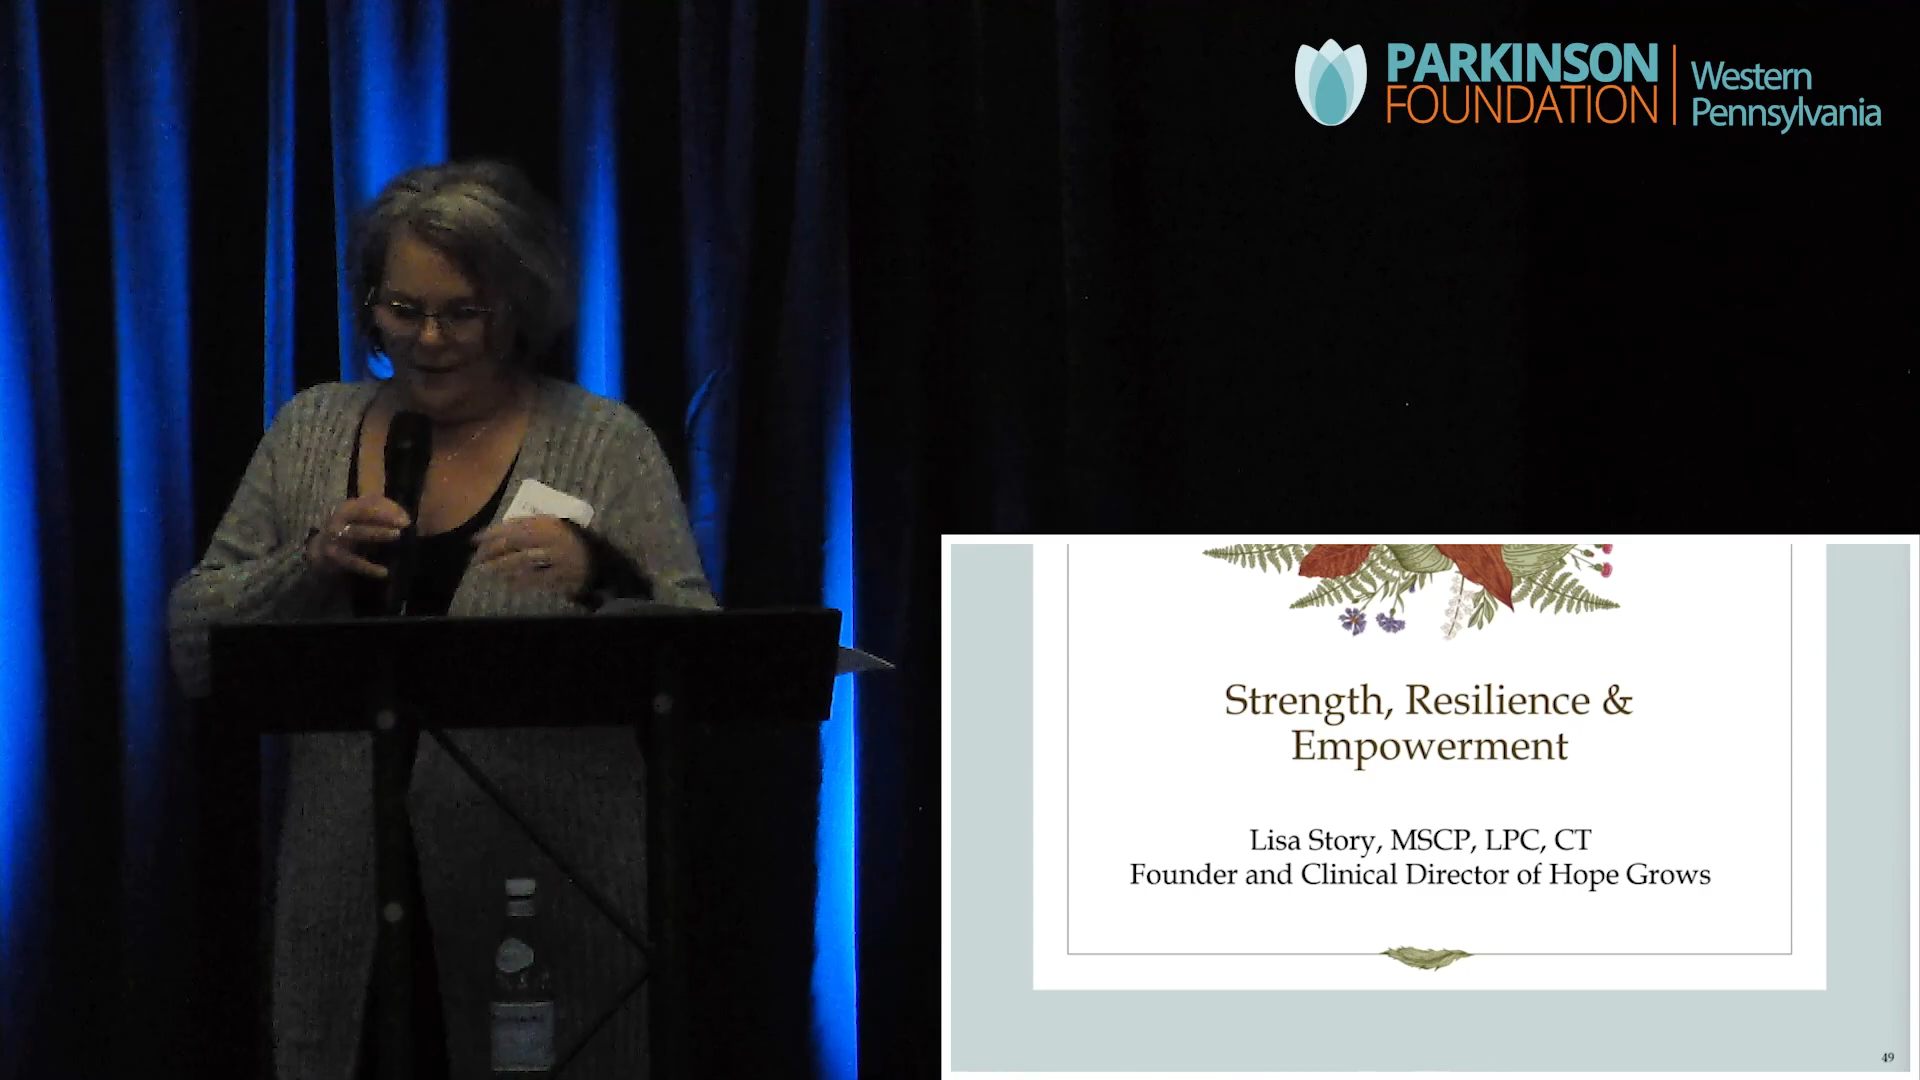 PARKINSON
FOUNDATION
Western
Pennsylvania
Strength, Resilience &
Empowerment
Lisa Story, MSCP, LPC, CT
Founder and Clinical Director of Hope Grows
49